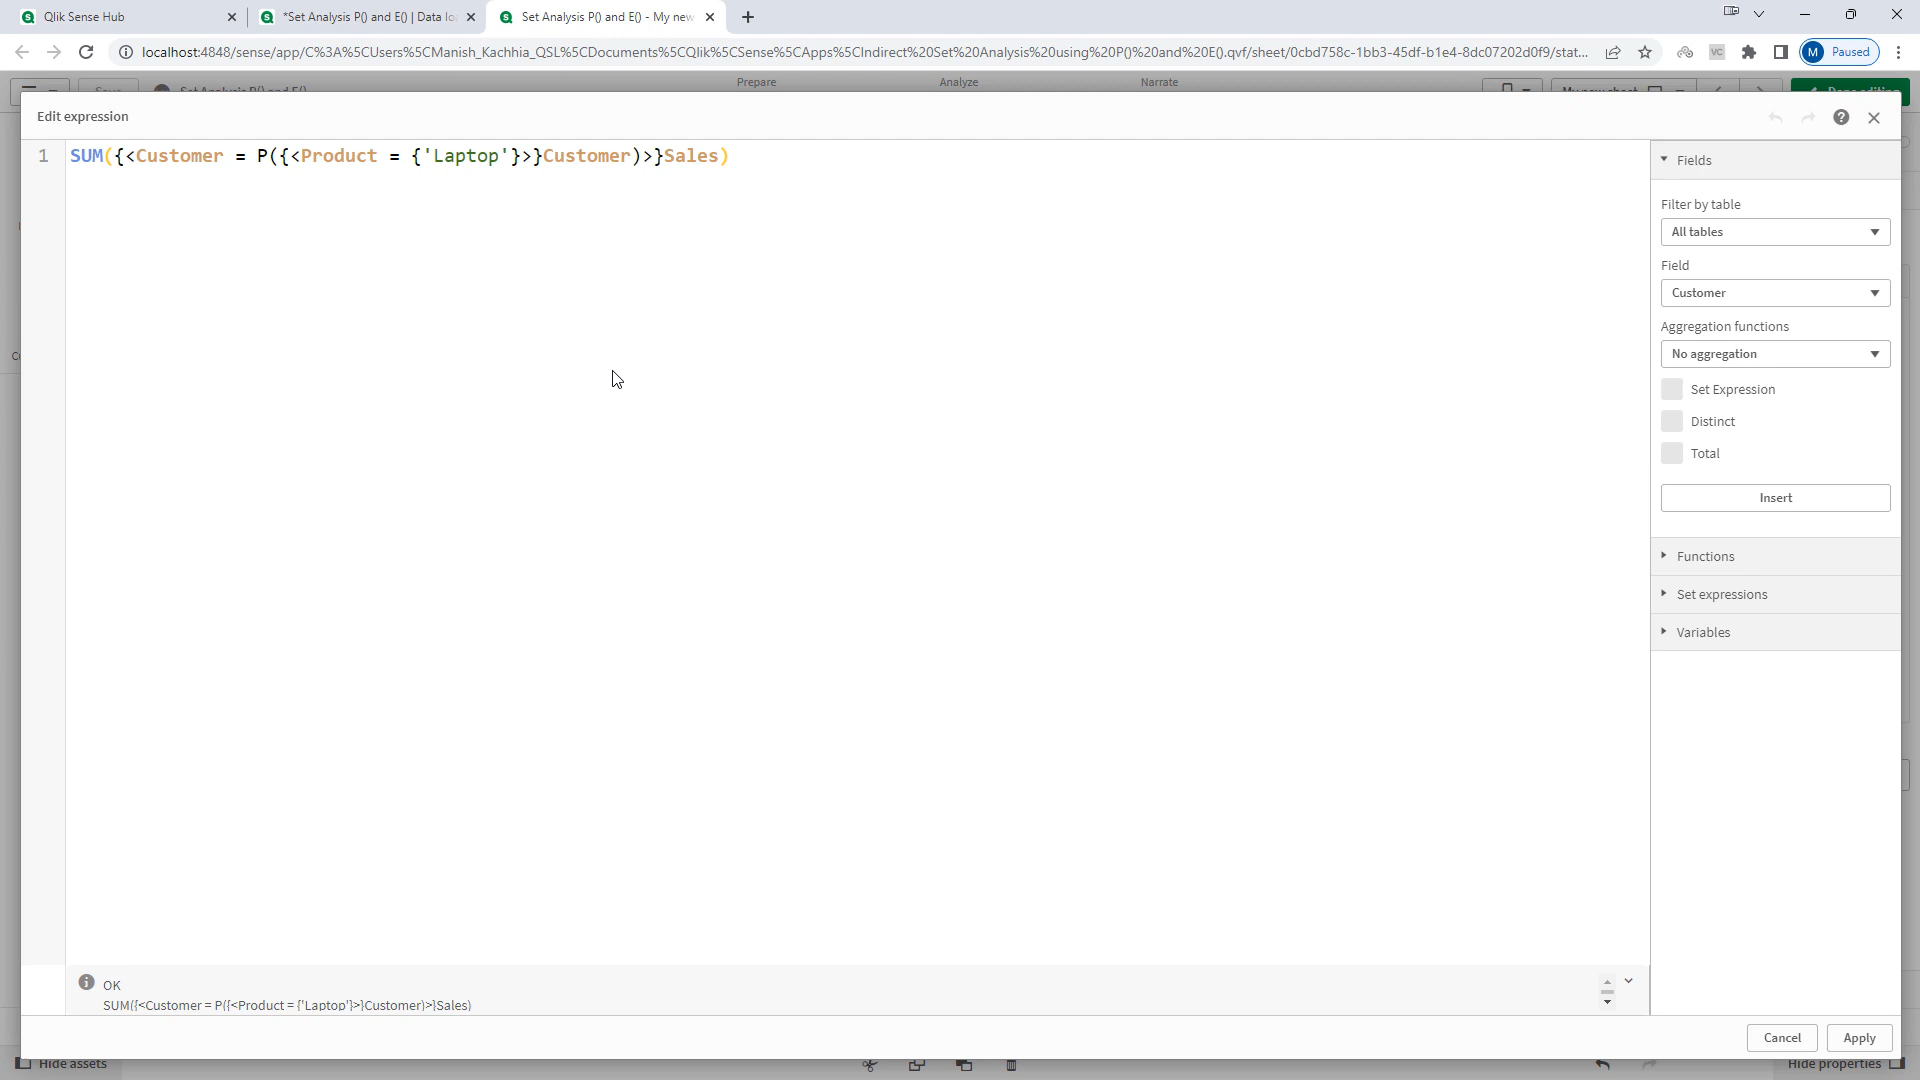 Qlik Sense Hub
*Set Analysis P() and E() | Data lo
Set Analysis P() and E() - My new
localhost:4848/sense/app/C%3A%5CUsers%5CManish_Kachhia_QSL%5CDocuments%5CQlik%5CSense%5CApps%5CIndirect%20Set%20Analysis%20using%20P()%20and%20E().qvf/sheet/0cbd758c-1bb3-45df-b1e4-8dc07202d0f9/stat...
VC
M Paused
Prepare
Analyze
Narrate
Edit expression
1 SUM({<Customer = P({<Product = {'Laptop'}>}Customer)>}Sales)
Fields
Filter by table
All tables
Field
Customer
Aggregation functions
No aggregation
Set Expression
Distinct
Total
Insert
Functions
Set expressions
Variables
OK
SUM({<Customer = P({<Product = {'Laptop'}>}Customer)>}Sales)
Cancel
Apply
Hide assets
Hide properties